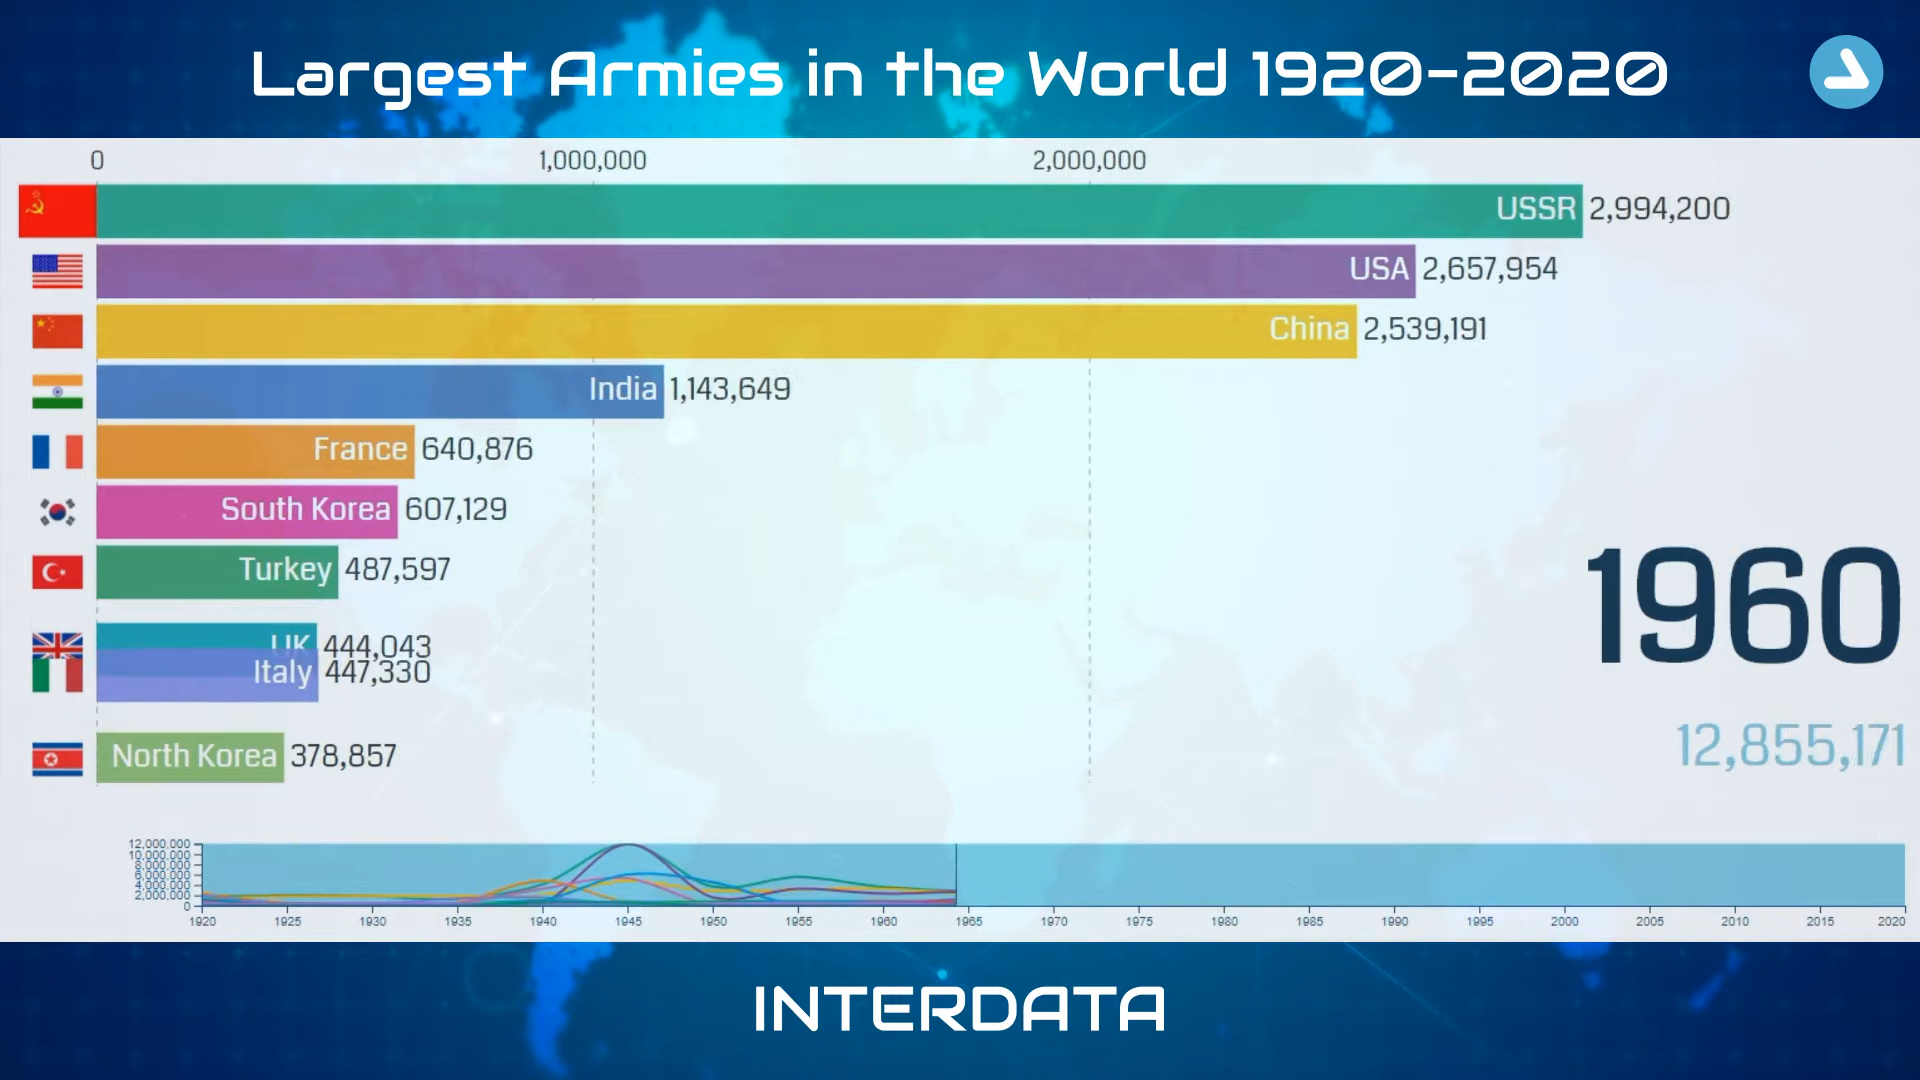 Largest Armies in the World 1920-2020
0 1,000,000 2,000,000
USSR 2,994,200
USA 2,657,954
China 2,539,191
India 1,143,649
France 640,876
South Korea 607,129
Turkey 487,597
UK 444,043
Italy 447,330
North Korea 378,857
1960
12,855,171
12,000,000
10,000,000
8,000,000
6,000,000
4,000,000
2,000,000
0
1920 1925 1930 1935 1940 1945 1950 1955 1960 1965 1970 1975 1980 1985 1990 1995 2000 2005 2010 2015 2020
INTERDATA